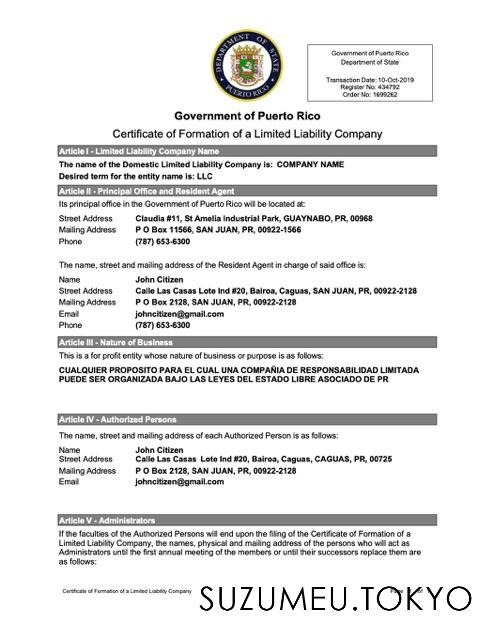 DEPARTMENT OF STATE
PUERTO RICO
Government of Puerto Rico
Department of State
Transaction Date: 10-Oct-2019
Register No: 434792
Order No: 1699262
Government of Puerto Rico
Certificate of Formation of a Limited Liability Company
Article I - Limited Liability Company Name
The name of the Domestic Limited Liability Company is: COMPANY NAME
Desired term for the entity name is: LLC
Article II - Principal Office and Resident Agent
Its principal office in the Government of Puerto Rico will be located at:
Street Address Claudia #11, St Amelia Industrial Park, GUAYNABO, PR, 00968
Mailing Address P O Box 11566, SAN JUAN, PR, 00922-1566
Phone (787) 653-6300
The name, street and mailing address of the Resident Agent in charge of said office is:
Name John Citizen
Street Address Calle Las Casas Lote Ind #20, Bairoa, Caguas, SAN JUAN, PR, 00922-2128
Mailing Address P O Box 2128, SAN JUAN, PR, 00922-2128
Email johncitizen@gmail.com
Phone (787) 653-6300
Article III - Nature of Business
This is a for profit entity whose nature of business or purpose is as follows:
CUALQUIER PROPOSITO PARA EL CUAL UNA COMPAÑIA DE RESPONSABILIDAD LIMITADA
PUEDE SER ORGANIZADA BAJO LAS LEYES DEL ESTADO LIBRE ASOCIADO DE PR
Article IV - Authorized Persons
The name, street and mailing address of each Authorized Person is as follows:
Name John Citizen
Street Address Calle Las Casas Lote Ind #20, Bairoa, Caguas, CAGUAS, PR, 00725
Mailing Address P O Box 2128, SAN JUAN, PR, 00922-2128
Email johncitizen@gmail.com
Article V - Administrators
If the faculties of the Authorized Persons will end upon the filing of the Certificate of Formation of a
Limited Liability Company, the names, physical and mailing address of the persons who will act as
Administrators until the first annual meeting of the members or until their successors replace them are
as follows:
Certificate of Formation of a Limited Liability Company
SUZUMEU.TOKYO